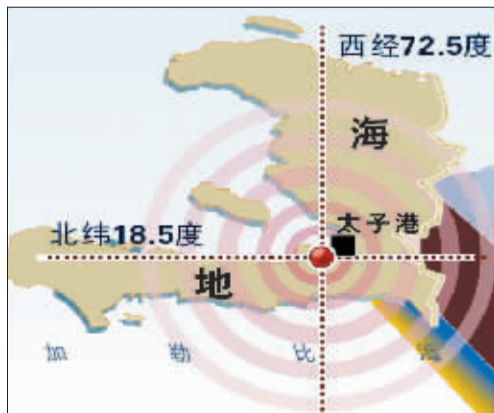 西经72.5度
海
太子港
北纬18.5度
地
加 勒 比 海